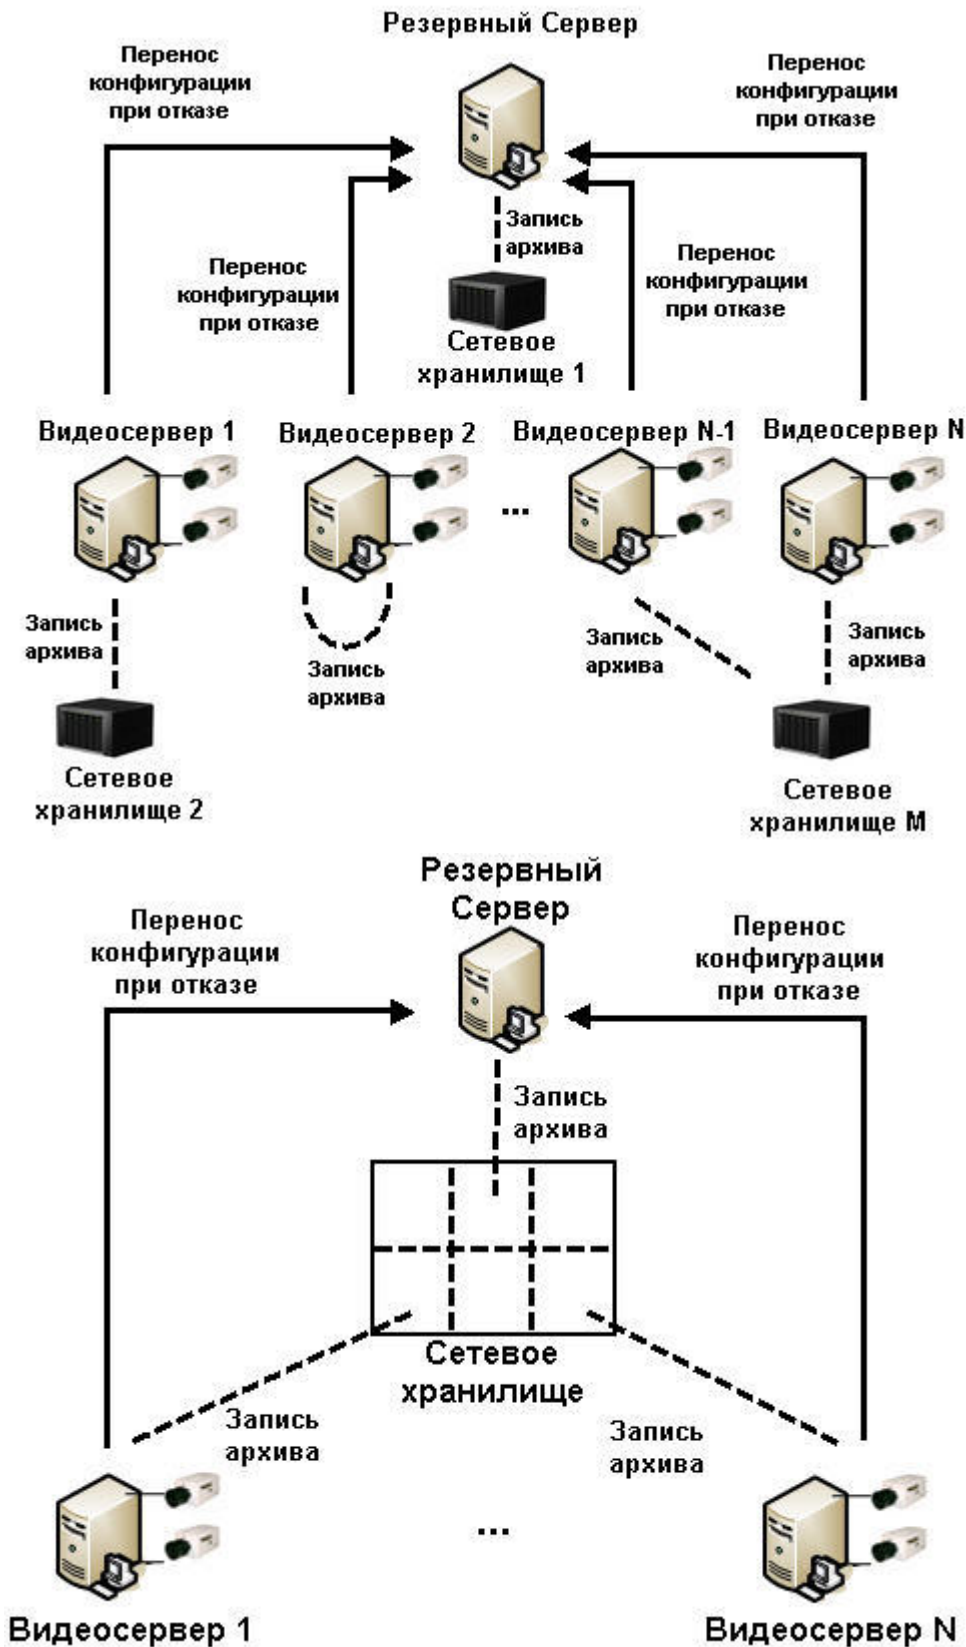 Резервный Сервер
Перенос
конфигурации
при отказе
Перенос
конфигурации
при отказе
Запись
архива
Перенос
конфигурации
при отказе
Перенос
конфигурации
при отказе
Сетевое
хранилище 1
Видеосервер 1
Видеосервер 2
Видеосервер N-1
Видеосервер N
...
Запись
архива
Запись
архива
Запись
архива
Запись
архива
Сетевое
хранилище 2
Сетевое
хранилище М
Резервный
Сервер
Перенос
конфигурации
при отказе
Перенос
конфигурации
при отказе
Запись
архива
Сетевое
хранилище
Запись
архива
Запись
архива
...
Видеосервер 1
Видеосервер N